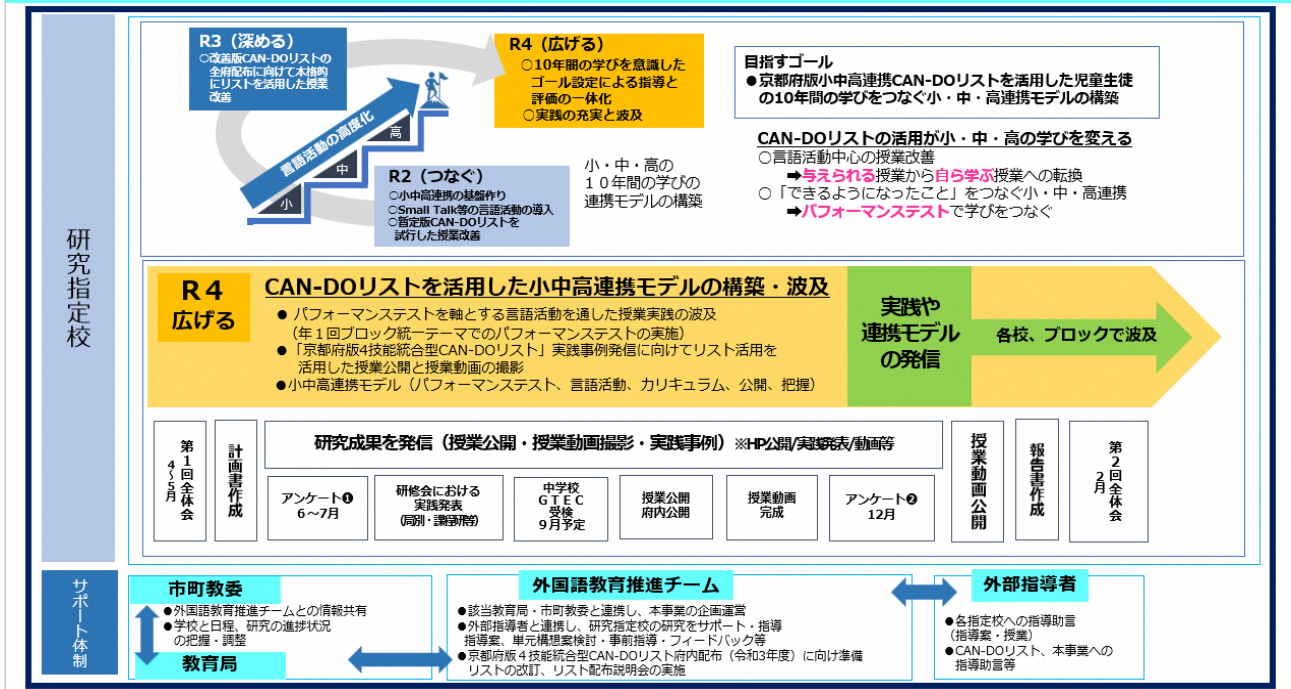 研究指定校
R3（深める）
○改善版CAN-DOリストの
全府配布に向けて本格的
にリストを活用した授業
改善
R4（広げる）
○10年間の学びを意識した
ゴール設定による指導と
評価の一体化
○実践の充実と波及
言語活動の高度化
小
中
高
R2（つなぐ）
○小中高連携の基盤作り
○Small Talk等の言語活動の導入
○暫定版CAN-DOリストを
試行した授業改善
小・中・高の
１０年間の学びの
連携モデルの構築
目指すゴール
●京都府版小中高連携CAN-DOリストを活用した児童生徒
の10年間の学びをつなぐ小・中・高連携モデルの構築
CAN-DOリストの活用が小・中・高の学びを変える
○言語活動中心の授業改善
➡与えられる授業から自ら学ぶ授業への転換
○「できるようになったこと」をつなぐ小・中・高連携
➡パフォーマンステストで学びをつなぐ
R４
広げる
CAN-DOリストを活用した小中高連携モデルの構築・波及
● パフォーマンステストを軸とする言語活動を通した授業実践の波及
（年１回ブロック統一テーマでのパフォーマンステストの実施）
●「京都府版4技能統合型CAN-DOリスト」実践事例発信に向けてリスト活用を
活用した授業公開と授業動画の撮影
●小中高連携モデル（パフォーマンステスト、言語活動、カリキュラム、公開、把握）
実践や
連携モデル
の発信
各校、ブロックで波及
第１回全体会
４～５月
計画書作成
研究成果を発信（授業公開・授業動画撮影・実践事例）※HP公開/実践発表/動画等
アンケート❶
６～７月
研修会における
実践発表
（局別・課程研等）
中学校
ＧＴＥＣ
受検
９月予定
授業公開
府内公開
授業動画
完成
アンケート❷
12月
授業動画公開
報告書作成
第２回全体会
２月
サポート体制
市町教委
●外国語教育推進チームとの情報共有
●学校と日程、研究の進捗状況
の把握・調整
教育局
外国語教育推進チーム
●該当教育局・市町教委と連携し、本事業の企画運営
●外部指導者と連携し、研究指定校の研究をサポート・指導
指導案、単元構想案検討・事前指導・フィードバック等
●京都府版４技能統合型CAN-DOリスト府内配布（令和3年度）に向け準備
リストの改訂、リスト配布説明会の実施
外部指導者
●各指定校への指導助言
（指導案・授業）
●CAN-DOリスト、本事業への
指導助言等